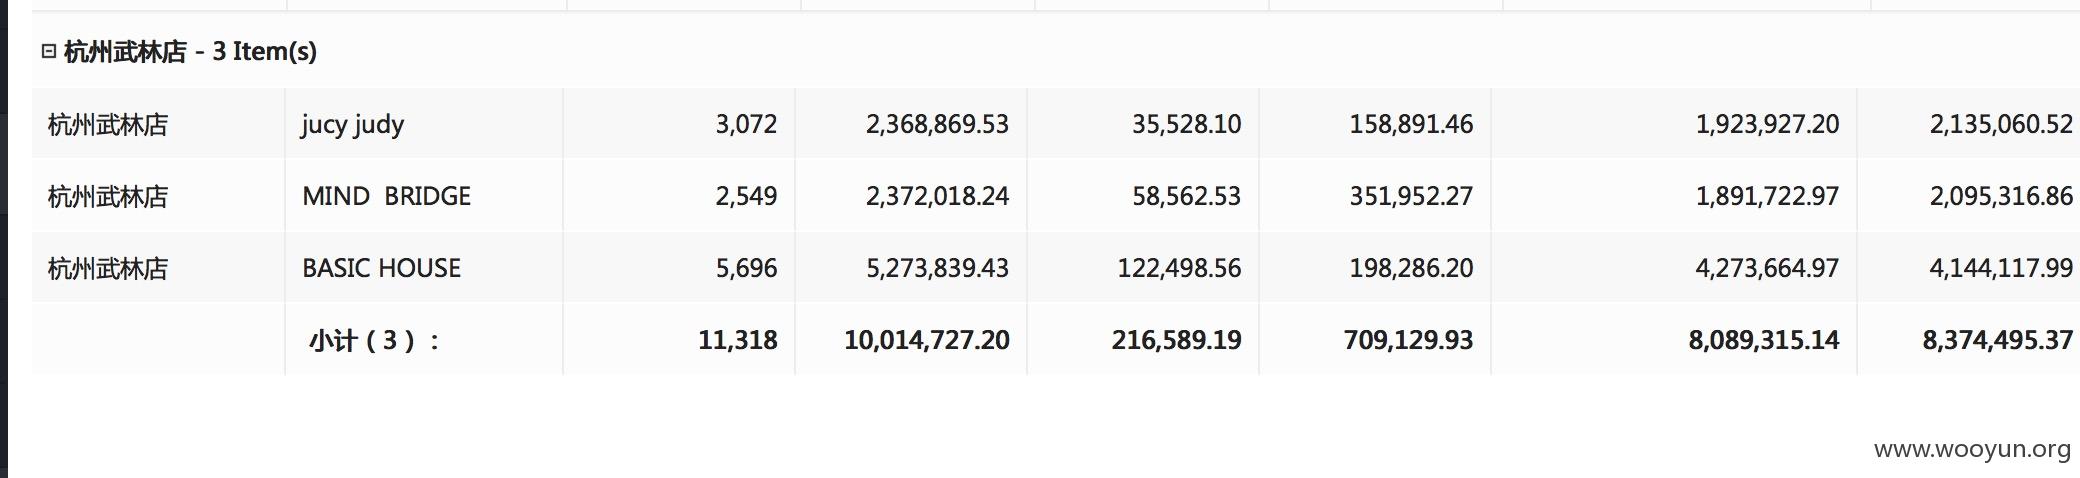 杭州武林店 - 3 Item(s)
杭州武林店 jucy judy 3,072 2,368,869.53 35,528.10 158,891.46 1,923,927.20 2,135,060.52
杭州武林店 MIND BRIDGE 2,549 2,372,018.24 58,562.53 351,952.27 1,891,722.97 2,095,316.86
杭州武林店 BASIC HOUSE 5,696 5,273,839.43 122,498.56 198,286.20 4,273,664.97 4,144,117.99
小计（3）： 11,318 10,014,727.20 216,589.19 709,129.93 8,089,315.14 8,374,495.37
www.wooyun.org